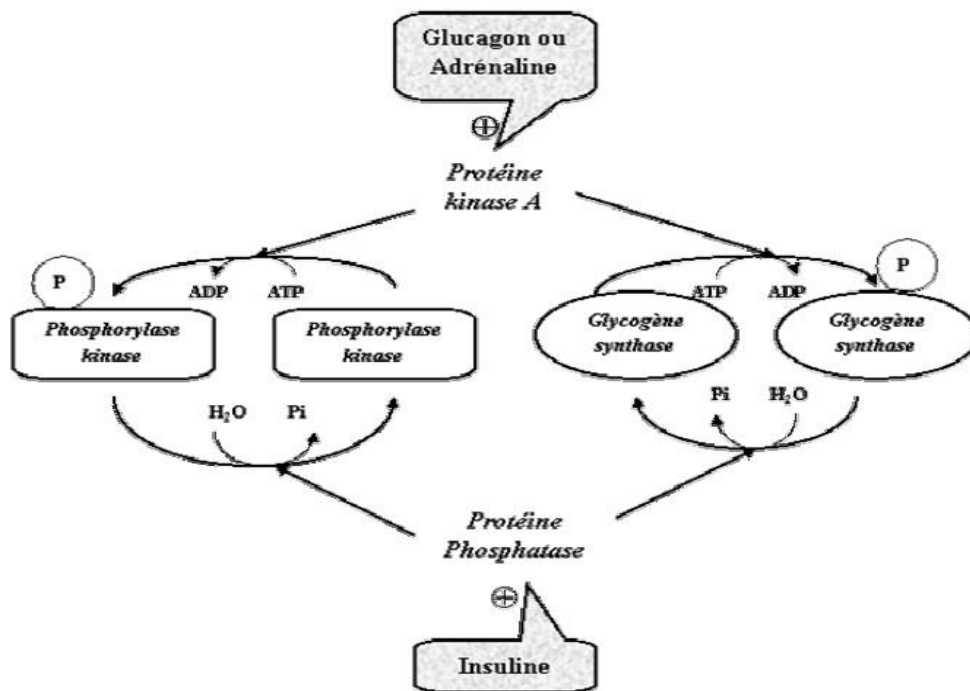 Glucagon ou
Adrénaline
Protéine
kinase A
P
ADP
ATP
ATP
ADP
P
Phosphorylase
kinase
Phosphorylase
kinase
Glycogène
synthase
Glycogène
synthase
H₂O
Pi
Pi
H₂O
Protéine
Phosphatase
Insuline